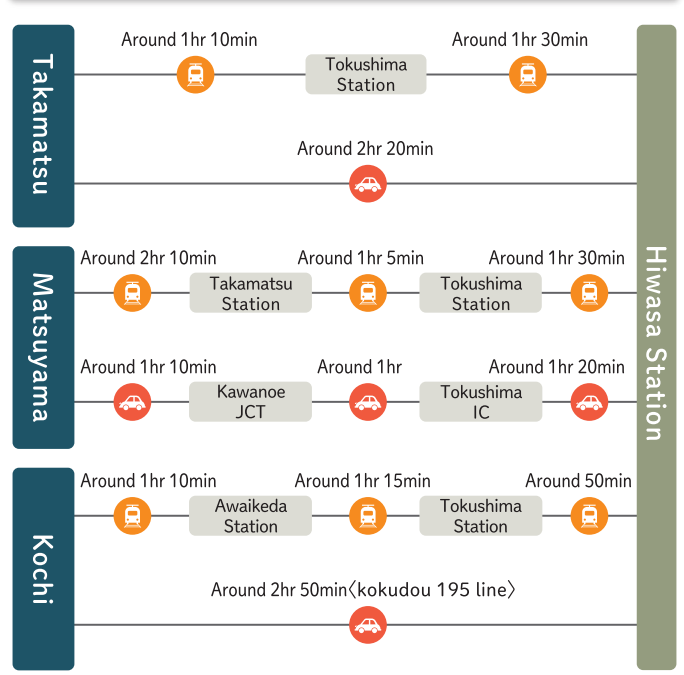 Takamatsu
Around 1hr 10min
Tokushima
Station
Around 1hr 30min
Around 2hr 20min
Matsuyama
Around 2hr 10min
Takamatsu
Station
Around 1hr 5min
Tokushima
Station
Around 1hr 30min
Around 1hr 10min
Kawanoe
JCT
Around 1hr
Tokushima
IC
Around 1hr 20min
Kochi
Around 1hr 10min
Awaikeda
Station
Around 1hr 15min
Tokushima
Station
Around 50min
Around 2hr 50min〈kokudou 195 line〉
Hiwasa Station